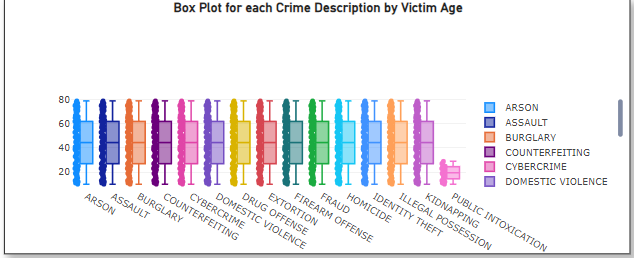 Box Plot for each Crime Description by Victim Age
80
60
40
20
ARSON
ASSAULT
BURGLARY
COUNTERFEITING
CYBERCRIME
DOMESTIC VIOLENCE
DRUG OFFENSE
EXTORTION
FIREARM OFFENSE
FRAUD
HOMICIDE
IDENTITY THEFT
ILLEGAL POSSESSION
KIDNAPPING
PUBLIC INTOXICATION
ARSON
ASSAULT
BURGLARY
COUNTERFEITING
CYBERCRIME
DOMESTIC VIOLENCE